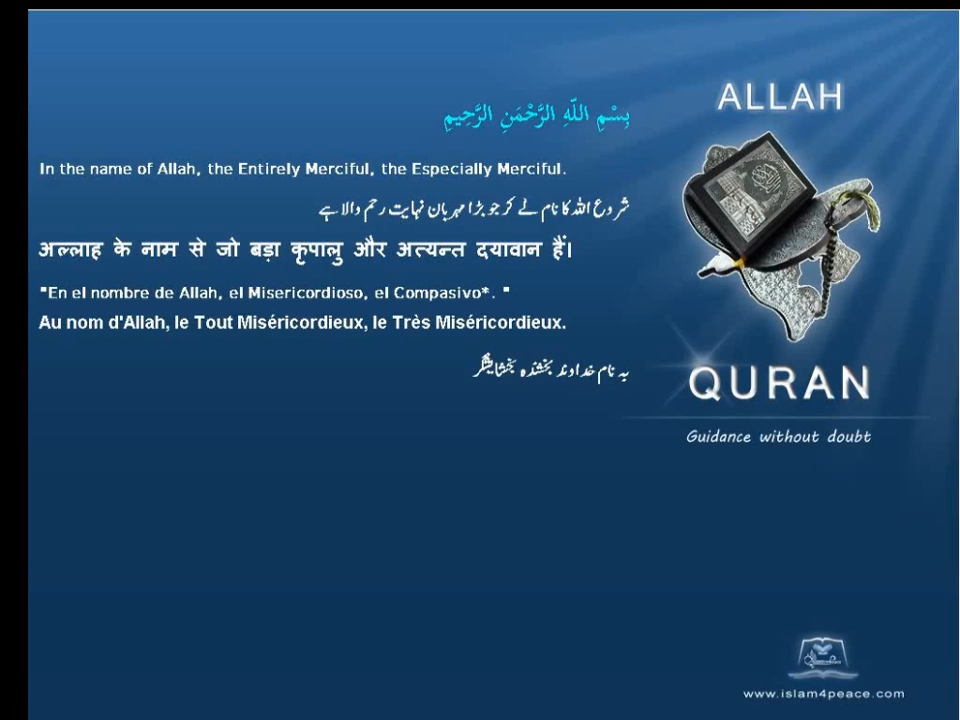 بِسْمِ اللَّهِ الرَّحْمَنِ الرَّحِيمِ
In the name of Allah, the Entirely Merciful, the Especially Merciful.
شروع اللہ کا نام لے کر جو بڑا مہربان نہایت رحم والا ہے
अल्लाह के नाम से जो बड़ा कृपालु और अत्यन्त दयावान हैं।
"En el nombre de Allah, el Misericordioso, el Compasivo*. "
Au nom d'Allah, le Tout Miséricordieux, le Très Miséricordieux.
به نام خداوند بخشنده بخشایشگر
ALLAH
QURAN
Guidance without doubt
www.islam4peace.com